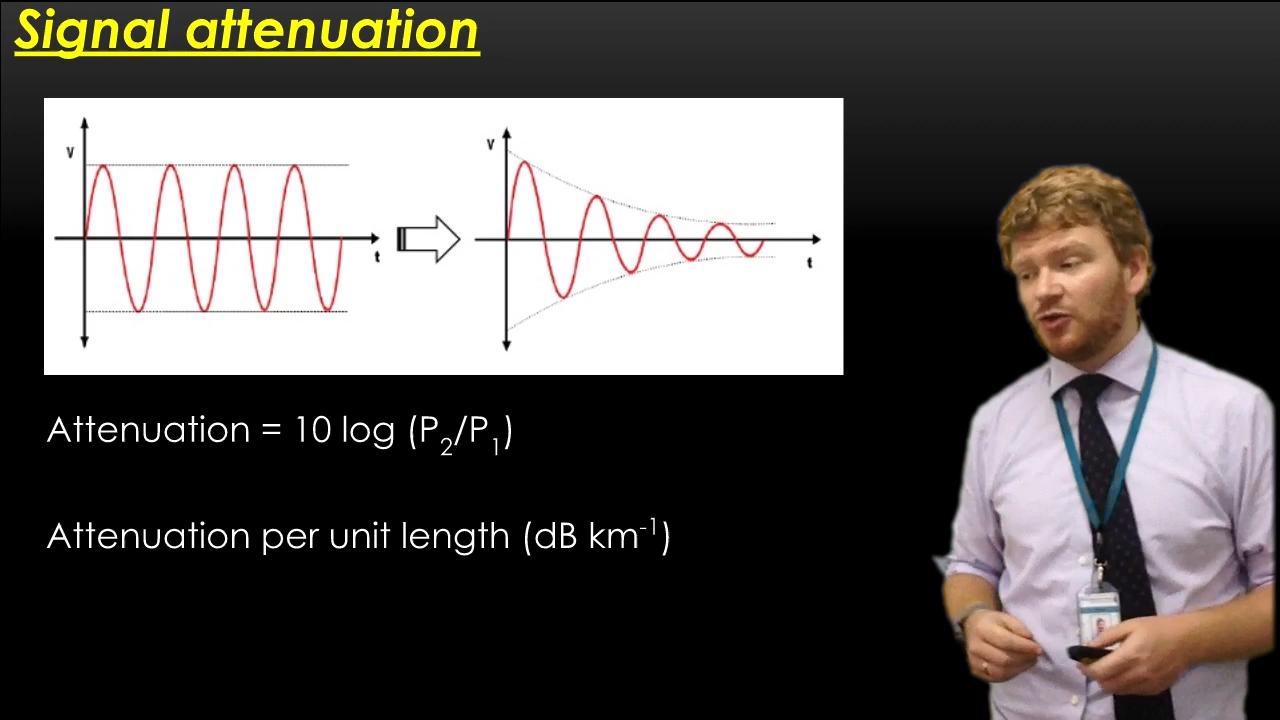 Signal attenuation
V
t
V
t
Attenuation = 10 log (P₂/P₁)
Attenuation per unit length (dB km⁻¹)